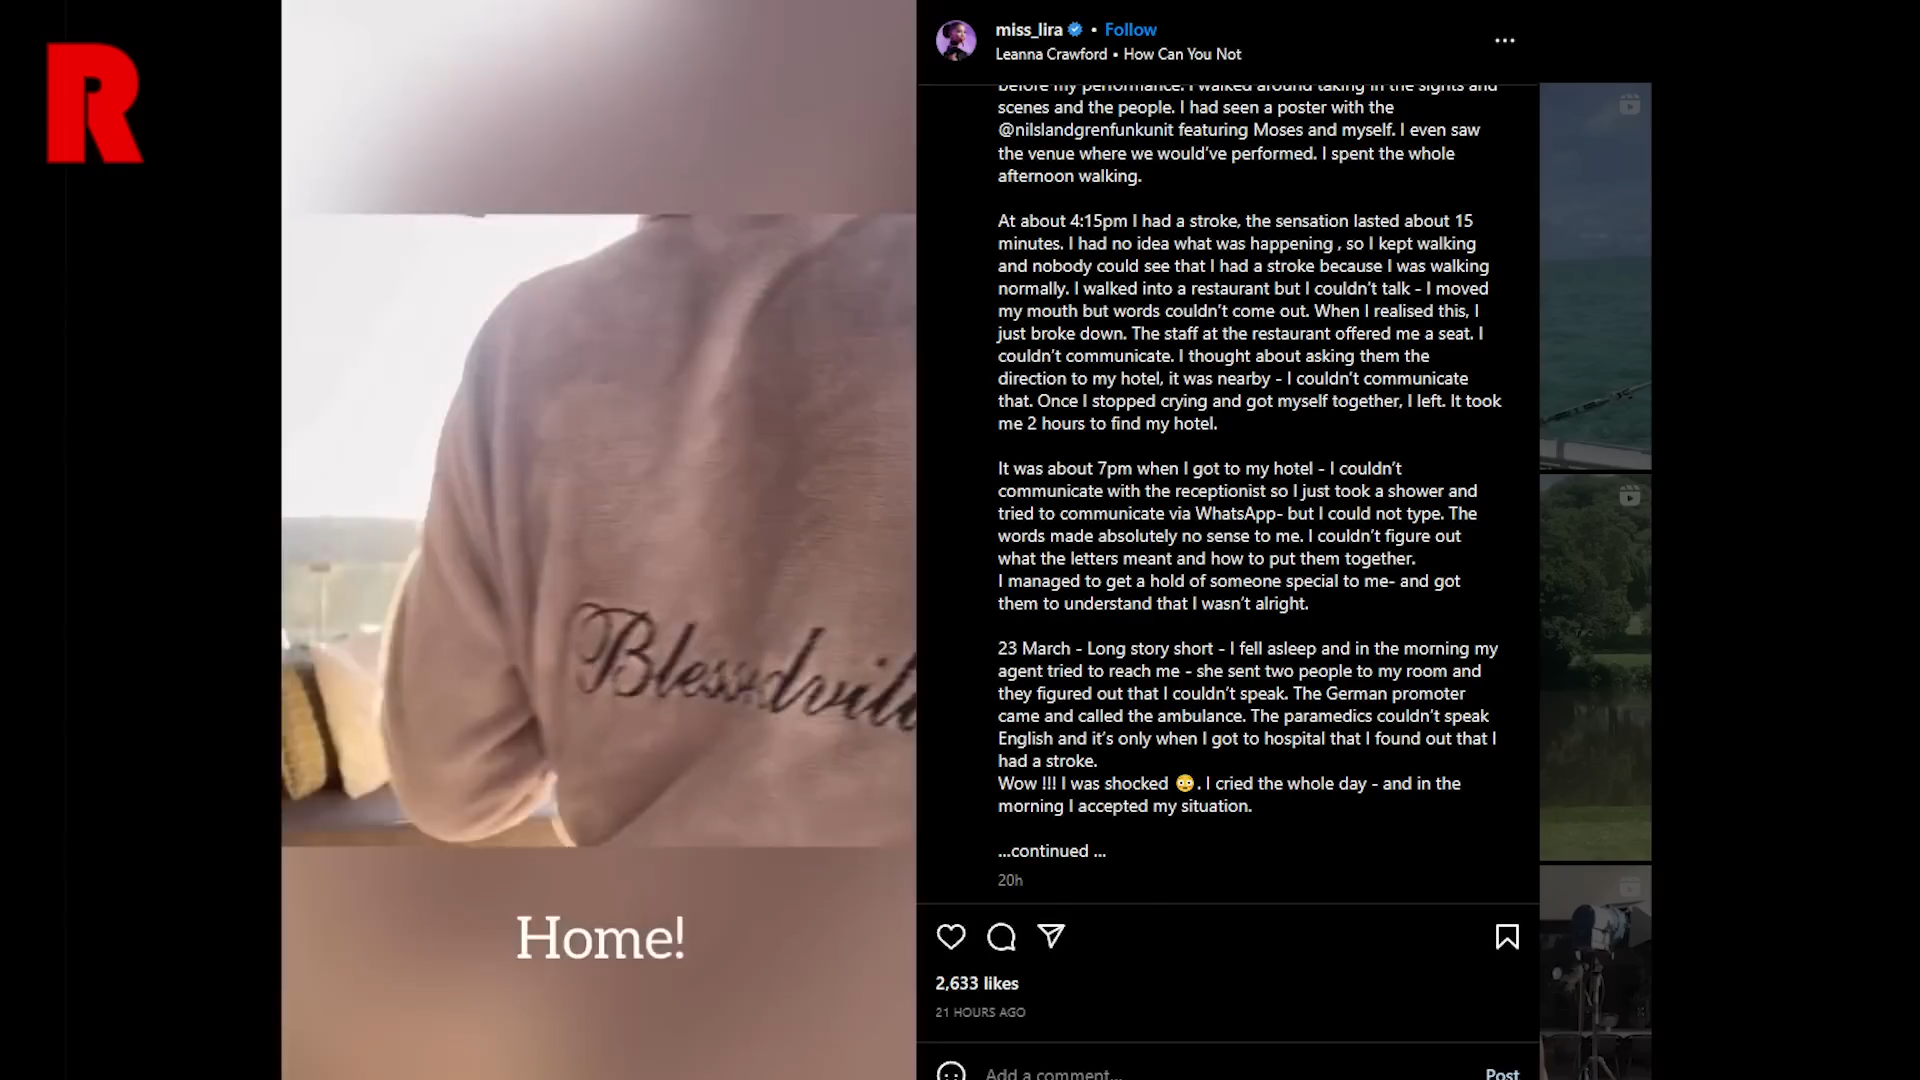 R
miss_lira • Follow
Leanna Crawford • How Can You Not
before my performance. I walked around taking in the sights and
scenes and the people. I had seen a poster with the
@nilslandgrenfunkunit featuring Moses and myself. I even saw
the venue where we would’ve performed. I spent the whole
afternoon walking.
At about 4:15pm I had a stroke, the sensation lasted about 15
minutes. I had no idea what was happening , so I kept walking
and nobody could see that I had a stroke because I was walking
normally. I walked into a restaurant but I couldn’t talk - I moved
my mouth but words couldn’t come out. When I realised this, I
just broke down. The staff at the restaurant offered me a seat. I
couldn’t communicate. I thought about asking them the
direction to my hotel, it was nearby - I couldn’t communicate
that. Once I stopped crying and got myself together, I left. It took
me 2 hours to find my hotel.
It was about 7pm when I got to my hotel - I couldn’t
communicate with the receptionist so I just took a shower and
tried to communicate via WhatsApp- but I could not type. The
words made absolutely no sense to me. I couldn’t figure out
what the letters meant and how to put them together.
I managed to get a hold of someone special to me- and got
them to understand that I wasn’t alright.
23 March - Long story short - I fell asleep and in the morning my
agent tried to reach me - she sent two people to my room and
they figured out that I couldn’t speak. The German promoter
came and called the ambulance. The paramedics couldn’t speak
English and it’s only when I got to hospital that I found out that I
had a stroke.
Wow !!! I was shocked 😳. I cried the whole day - and in the
morning I accepted my situation.
...continued ...
20h
Home!
2,633 likes
21 HOURS AGO
Add a comment...
Post